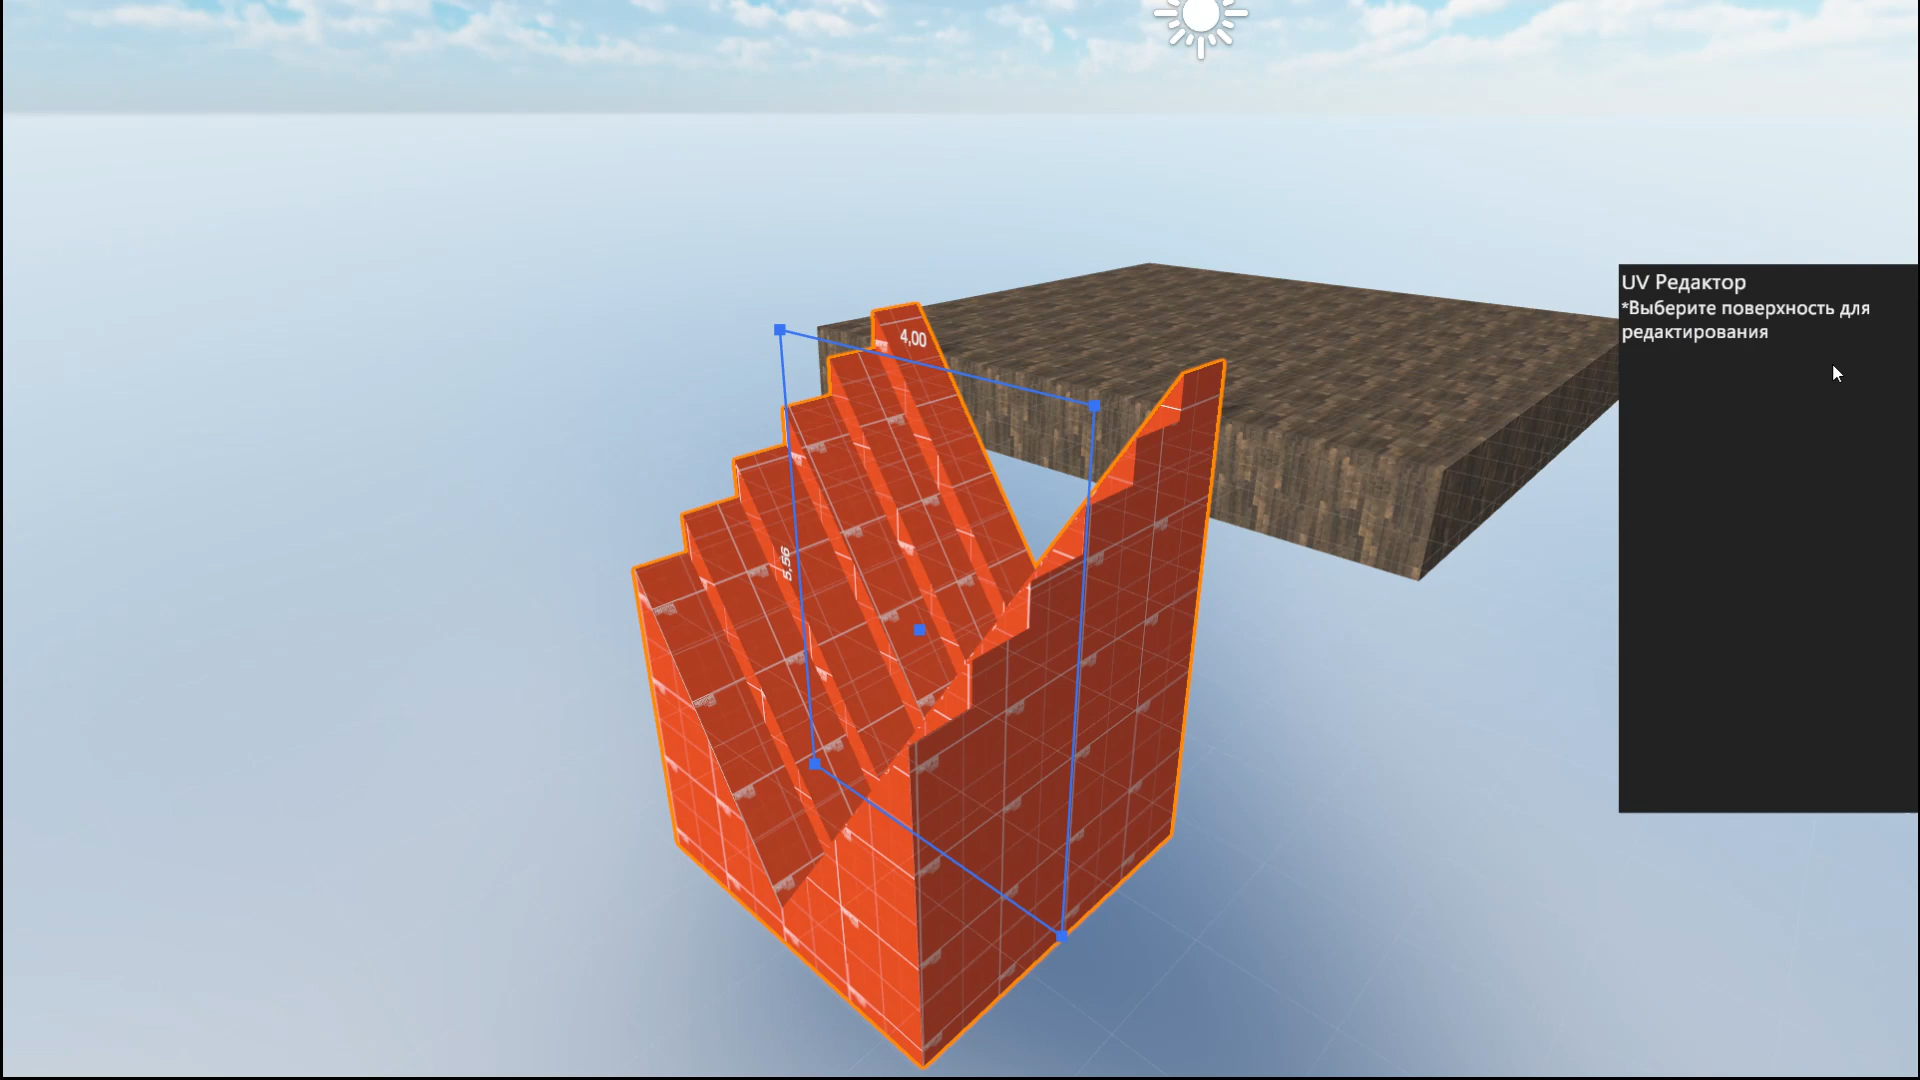 4,00
UV Редактор
*Выберите поверхность для
редактирования
5,56